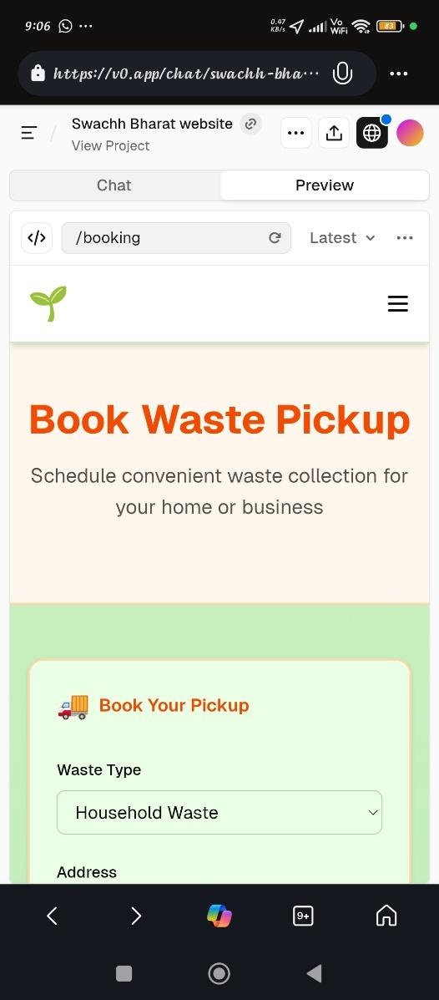 9:06
0.47
KB/s
Vo
WiFi
83
https://v0.app/chat/swachh-bha···
Swachh Bharat website
View Project
Chat
Preview
/booking
Latest
Book Waste Pickup
Schedule convenient waste collection for
your home or business
Book Your Pickup
Waste Type
Household Waste
Address
9+